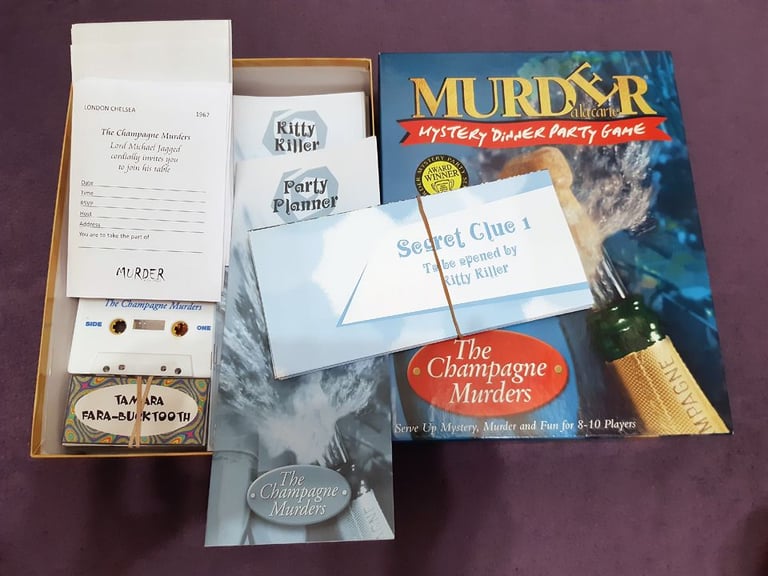 LONDON CHELSEA 1967
The Champagne Murders
Lord Michael Jagged
cordially invites you
to join his table
Date
Time
RSVP
Host
Address
You are to take the part of
MURDER
The Champagne Murders
SIDE ONE
TAMARA
FARA-BUCKTOOTH
Kitty
Killer
Party
Planner
Secret Clue 1
To be opened by
Kitty Killer
The
Champagne
Murders
MURDER
à la carte
MYSTERY DINNER PARTY GAME
AWARD
WINNER
The
Champagne
Murders
MPAGNE
Serve Up Mystery, Murder and Fun for 8-10 Players